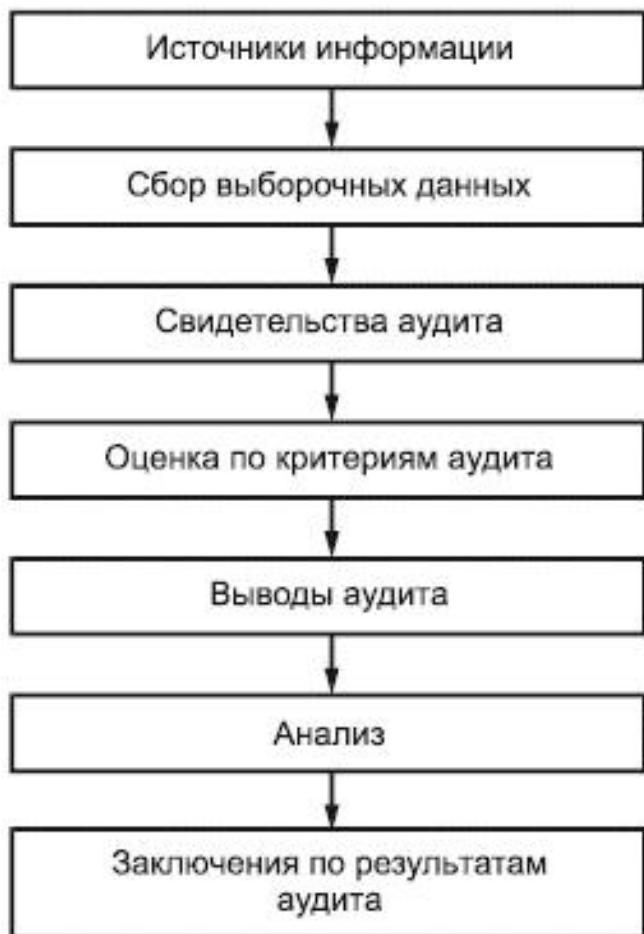 Источники информации
Сбор выборочных данных
Свидетельства аудита
Оценка по критериям аудита
Выводы аудита
Анализ
Заключения по результатам
аудита